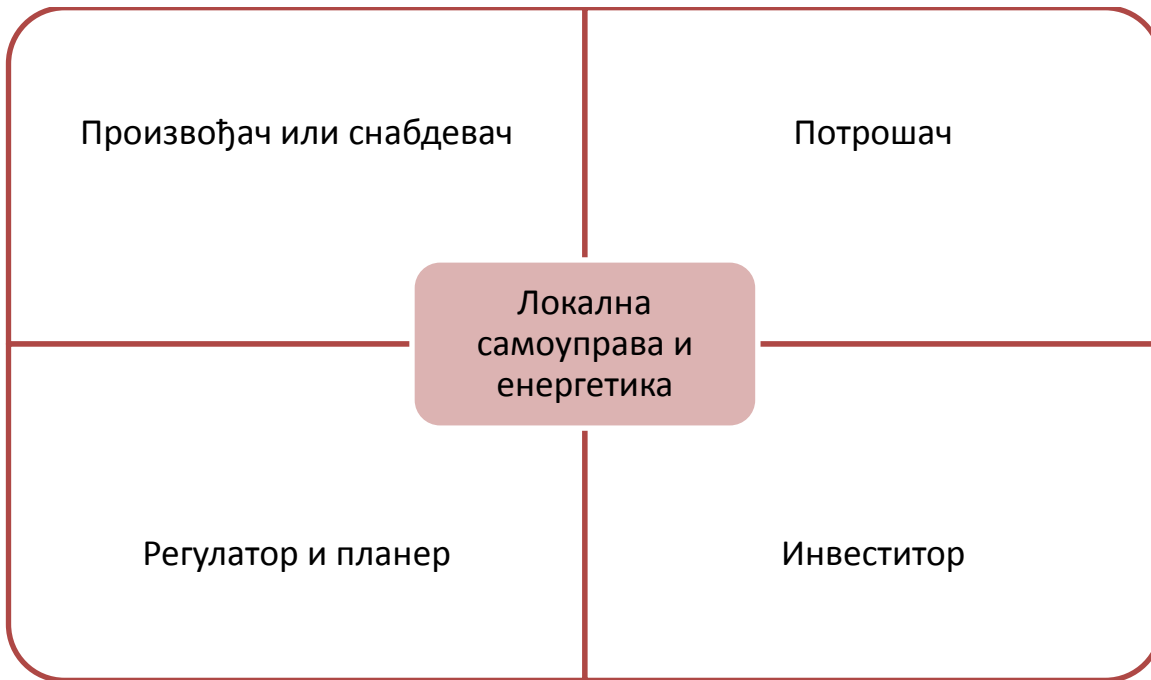 Произвођач или снабдевач
Потрошач
Локална
самоуправа и
енергетика
Регулатор и планер
Инвеститор